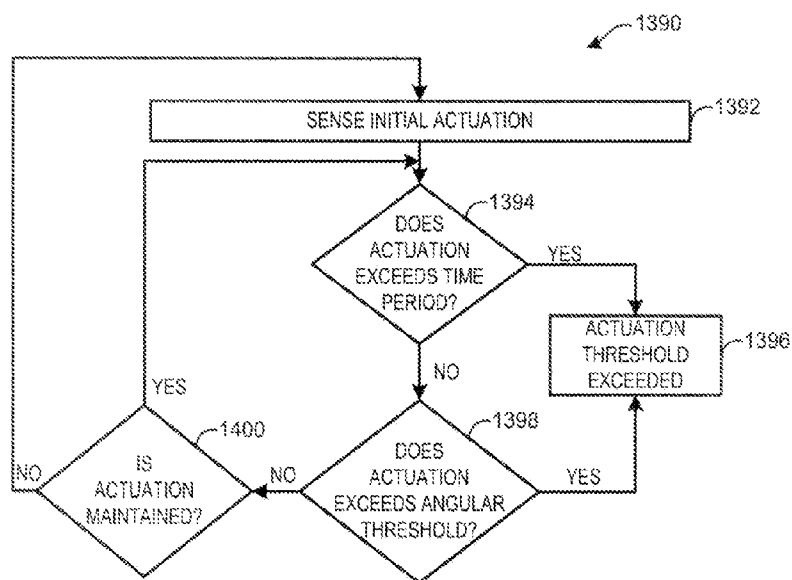 1390
SENSE INITIAL ACTUATION
1392
DOES
ACTUATION
EXCEEDS TIME
PERIOD?
1394
YES
ACTUATION
THRESHOLD
EXCEEDED
1396
NO
DOES
ACTUATION
EXCEEDS ANGULAR
THRESHOLD?
1398
YES
NO
IS
ACTUATION
MAINTAINED?
1400
YES
NO